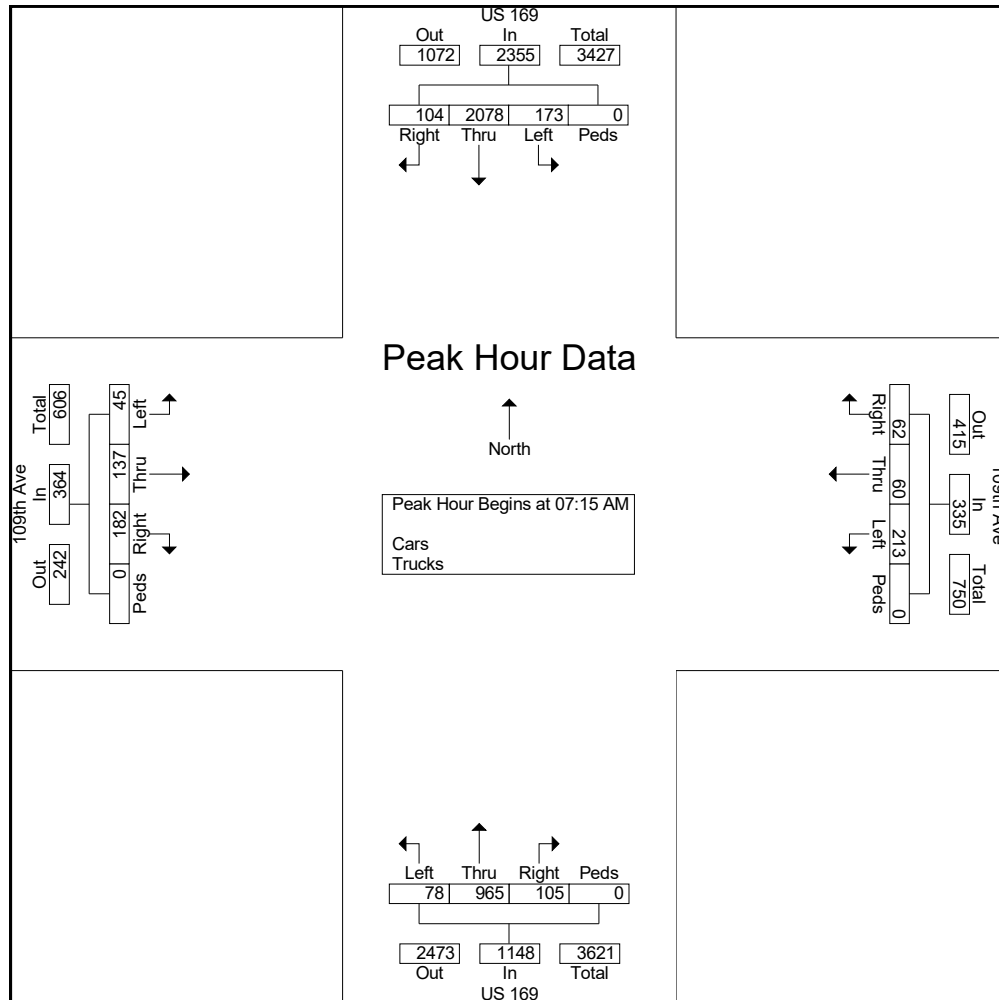 US 169
Out In Total
1072 2355 3427
104 2078 173 0
Right Thru Left Peds
Peak Hour Data
North
Peak Hour Begins at 07:15 AM
Cars
Trucks
109th Ave
Total In Out
606 364 242
45 137 182 0
Left Thru Right Peds
Right Thru Left Peds
62 60 213 0
415 335 750
Out In Total
109th Ave
Left Thru Right Peds
78 965 105 0
2473 1148 3621
Out In Total
US 169